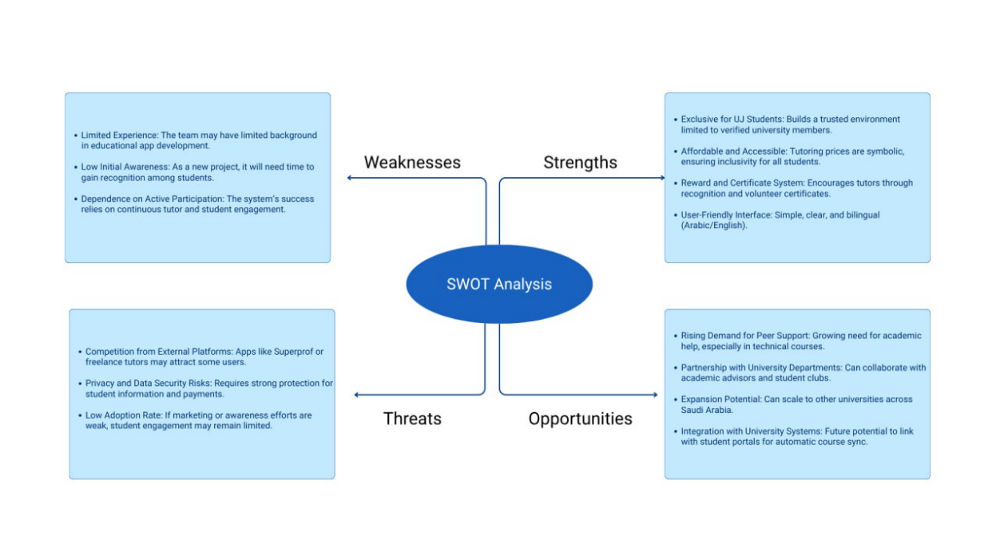 • Limited Experience: The team may have limited background
in educational app development.
• Low Initial Awareness: As a new project, it will need time to
gain recognition among students.
• Dependence on Active Participation: The system's success
relies on continuous tutor and student engagement.
Weaknesses
Strengths
• Exclusive for UJ Students: Builds a trusted environment
limited to verified university members.
• Affordable and Accessible: Tutoring prices are symbolic,
ensuring inclusivity for all students.
• Reward and Certificate System: Encourages tutors through
recognition and volunteer certificates.
• User-Friendly Interface: Simple, clear, and bilingual
(Arabic/English).
SWOT Analysis
• Competition from External Platforms: Apps like Superprof or
freelance tutors may attract some users.
• Privacy and Data Security Risks: Requires strong protection for
student information and payments.
• Low Adoption Rate: If marketing or awareness efforts are
weak, student engagement may remain limited.
Threats
Opportunities
• Rising Demand for Peer Support: Growing need for academic
help, especially in technical courses.
• Partnership with University Departments: Can collaborate with
academic advisors and student clubs.
• Expansion Potential: Can scale to other universities across
Saudi Arabia.
• Integration with University Systems: Future potential to link
with student portals for automatic course sync.